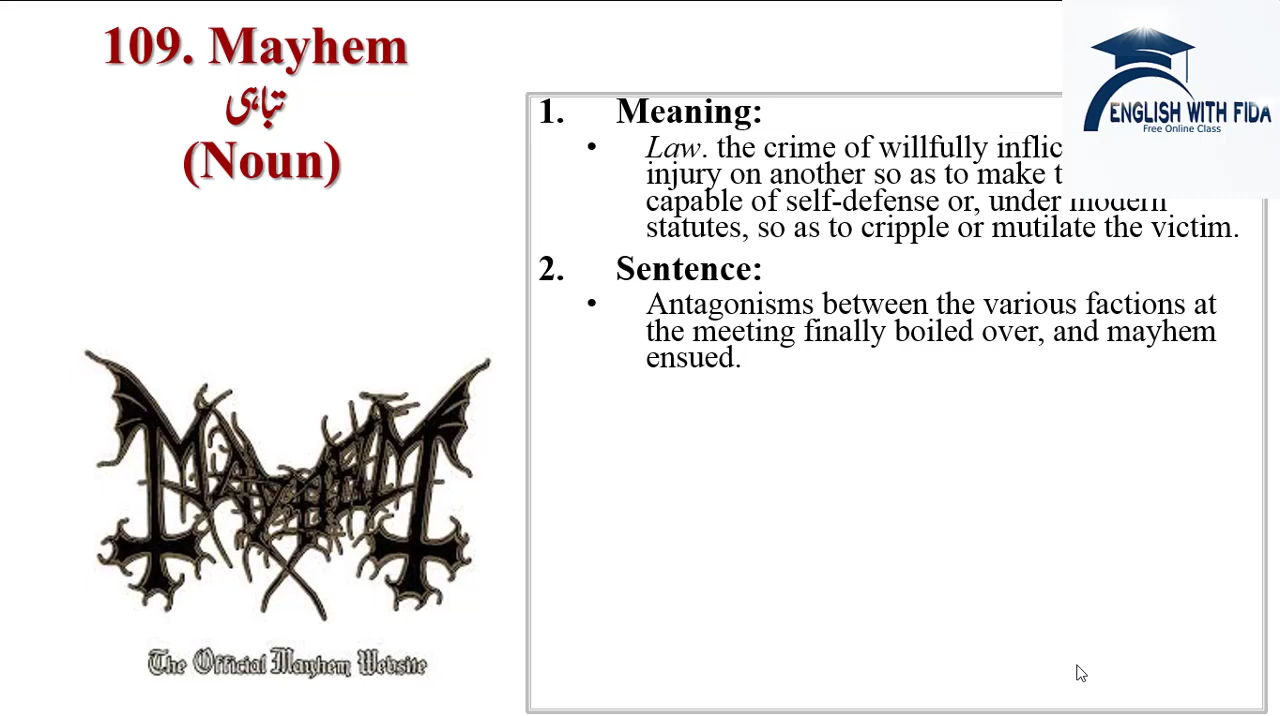 109. Mayhem
تباہی
(Noun)
ENGLISH WITH FIDA
Free Online Class
1. Meaning:
• Law. the crime of willfully
injury on another so as to make
capable of self-defense or, under modern
statutes, so as to cripple or mutilate the victim.
2. Sentence:
• Antagonisms between the various factions at
the meeting finally boiled over, and mayhem
ensued.
MAYHEM
The Official Mayhem Website